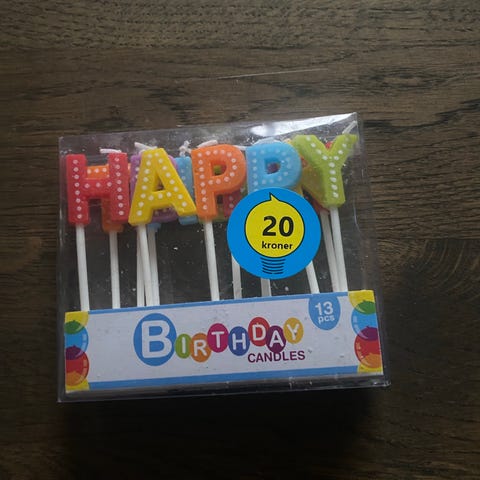 HAPPY
20
kroner
13
pcs
BIRTHDAY
CANDLES